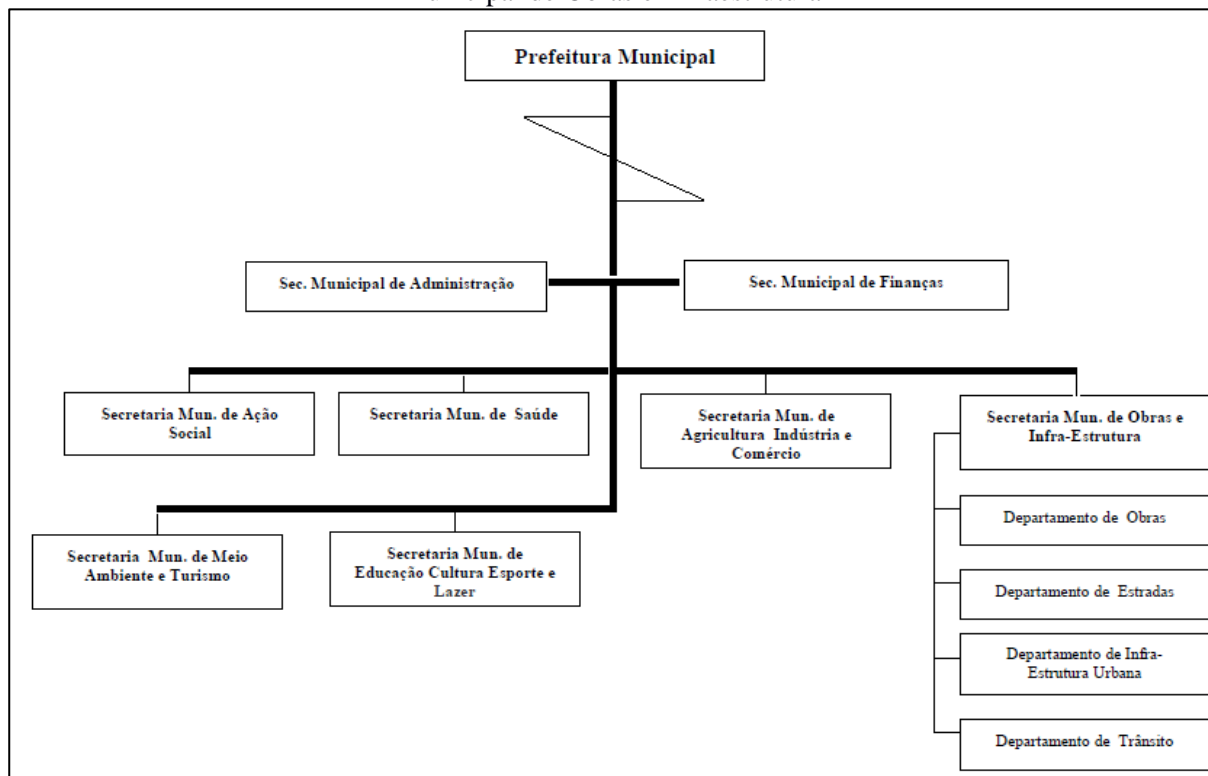 Prefeitura Municipal
Sec. Municipal de Administração
Sec. Municipal de Finanças
Secretaria Mun. de Ação
Social
Secretaria Mun. de Saúde
Secretaria Mun. de
Agricultura Indústria e
Comércio
Secretaria Mun. de Obras e
Infra-Estrutura
Departamento de Obras
Departamento de Estradas
Departamento de Infra-
Estrutura Urbana
Departamento de Trânsito
Secretaria Mun. de Meio
Ambiente e Turismo
Secretaria Mun. de
Educação Cultura Esporte e
Lazer